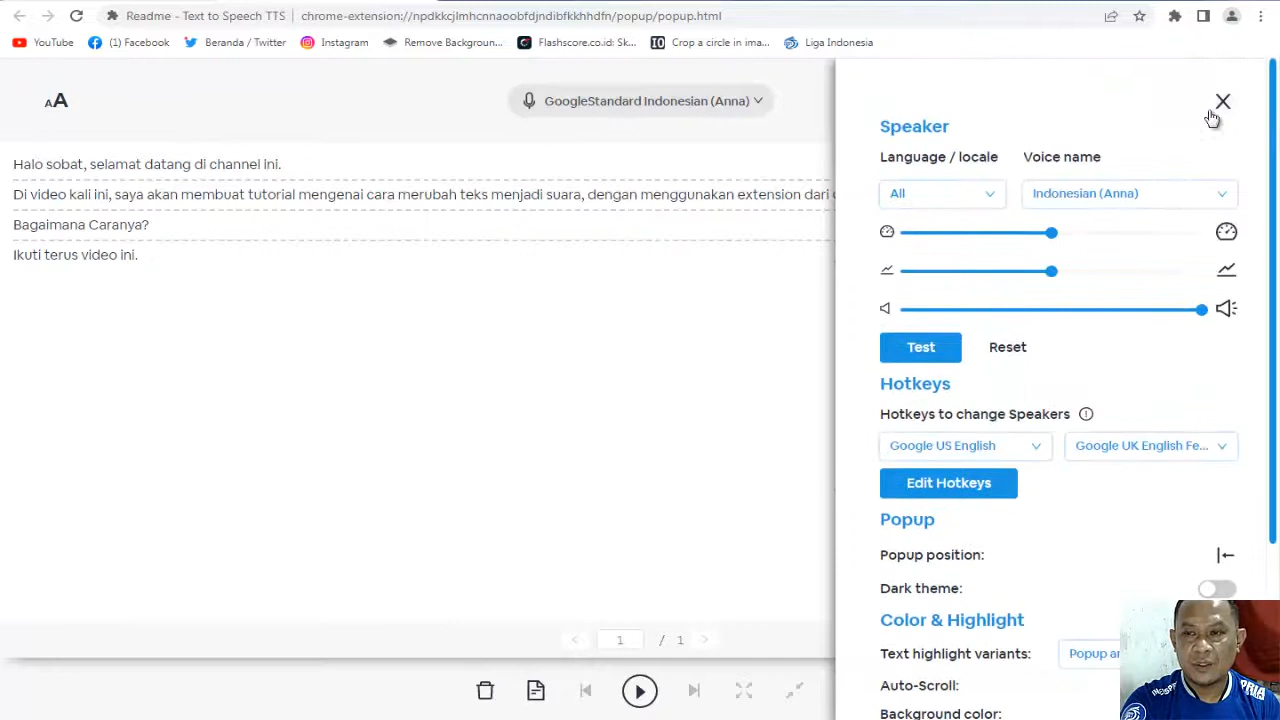 Readme - Text to Speech TTS | chrome-extension://npdkkcjlmhcnnaoobfdjndibfkkhhdfn/popup/popup.html
YouTube (1) Facebook Beranda / Twitter Instagram Remove Backgroun... Flashscore.co.id: Sk... Crop a circle in ima... Liga Indonesia
AA
GoogleStandard Indonesian (Anna)
Halo sobat, selamat datang di channel ini.
Di video kali ini, saya akan membuat tutorial mengenai cara merubah teks menjadi suara, dengan menggunakan extension dari
Bagaimana Caranya?
Ikuti terus video ini.
1 / 1
Speaker
Language / locale Voice name
All Indonesian (Anna)
Test Reset
Hotkeys
Hotkeys to change Speakers
Google US English Google UK English Fe...
Edit Hotkeys
Popup
Popup position:
Dark theme:
Color & Highlight
Text highlight variants: Popup
Auto-Scroll:
Background color: